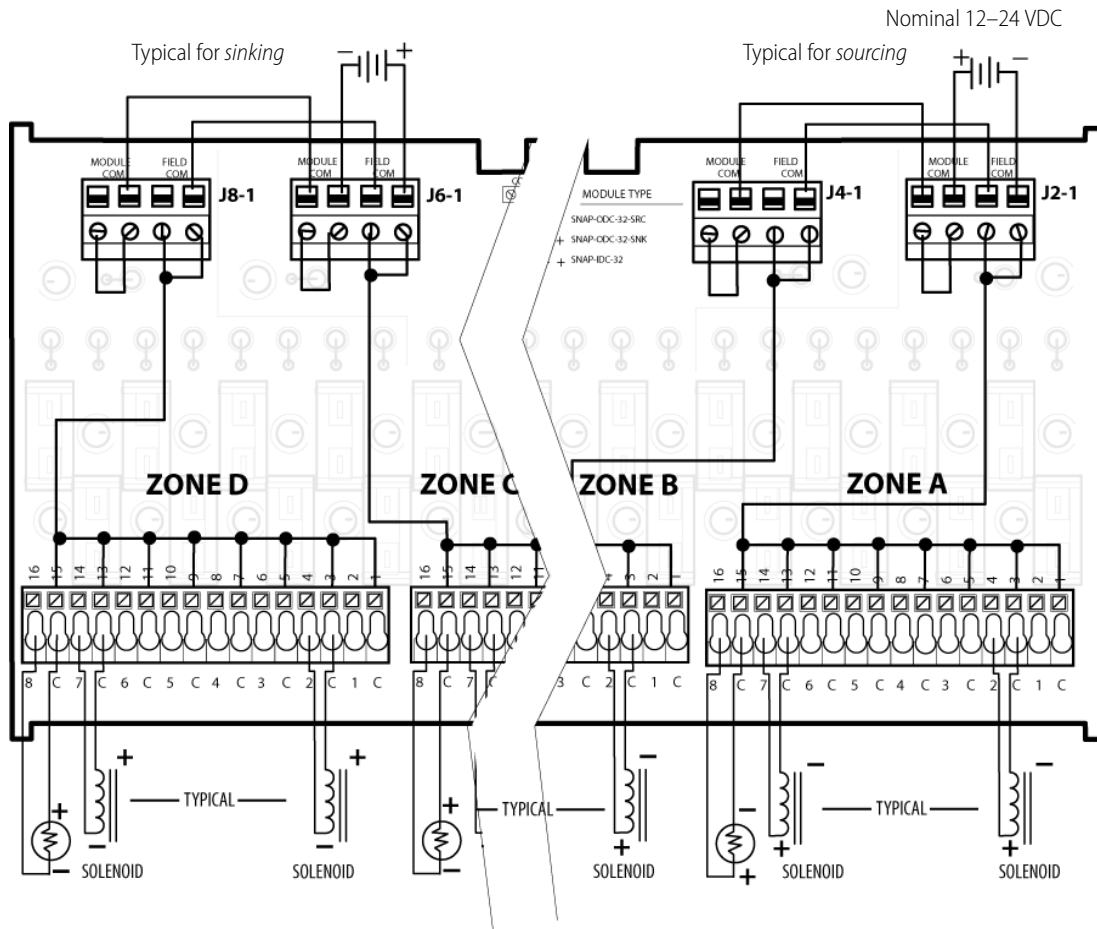 Nominal 12–24 VDC
Typical for sinking
− +
Typical for sourcing
+ −
MODULE COM
FIELD COM
J8-1
MODULE COM
FIELD COM
J6-1
MODULE TYPE
SNAP-ODC-32-SRC
+ SNAP-ODC-32-SNK
+ SNAP-IDC-32
MODULE COM
FIELD COM
J4-1
MODULE COM
FIELD COM
J2-1
ZONE D
ZONE C
ZONE B
ZONE A
16 15 14 13 12 11 10 9 8 7 6 5 4 3 2 1
16 15 14 13 12 11
4 3 2 1
16 15 14 13 12 11 10 9 8 7 6 5 4 3 2 1
8 C 7 C 6 C 5 C 4 C 3 C 2 C 1 C
8 C 7 C
3 C 2 C 1 C
8 C 7 C 6 C 5 C 4 C 3 C 2 C 1 C
+ − SOLENOID
+ −
TYPICAL
+ − SOLENOID
+ −
TYPICAL
− + SOLENOID
− +
− + SOLENOID
TYPICAL
− + SOLENOID